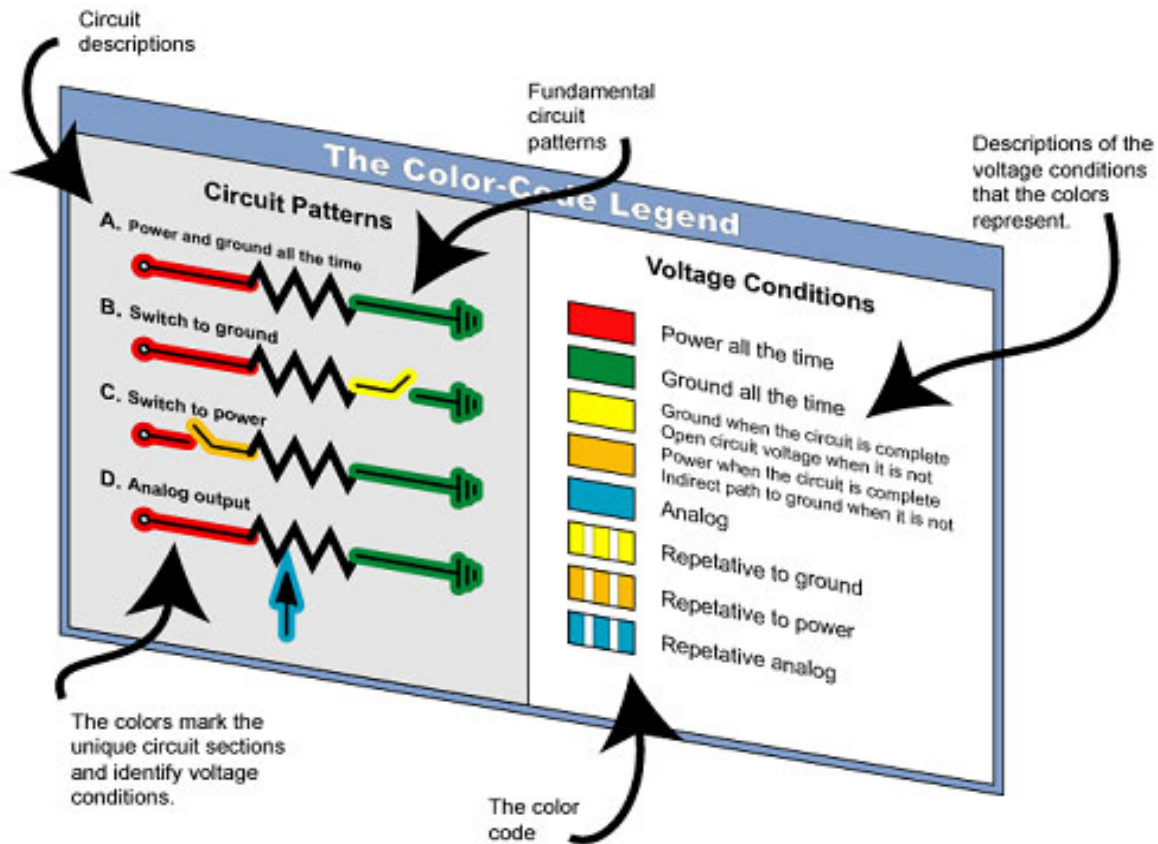 Circuit
descriptions
Fundamental
circuit
patterns
Descriptions of the
voltage conditions
that the colors
represent.
The Color-Code Legend
Circuit Patterns
A. Power and ground all the time
B. Switch to ground
C. Switch to power
D. Analog output
Voltage Conditions
Power all the time
Ground all the time
Ground when the circuit is complete
Open circuit voltage when it is not
Power when the circuit is complete
Indirect path to ground when it is not
Analog
Repetative to ground
Repetative to power
Repetative analog
The colors mark the
unique circuit sections
and identify voltage
conditions.
The color
code